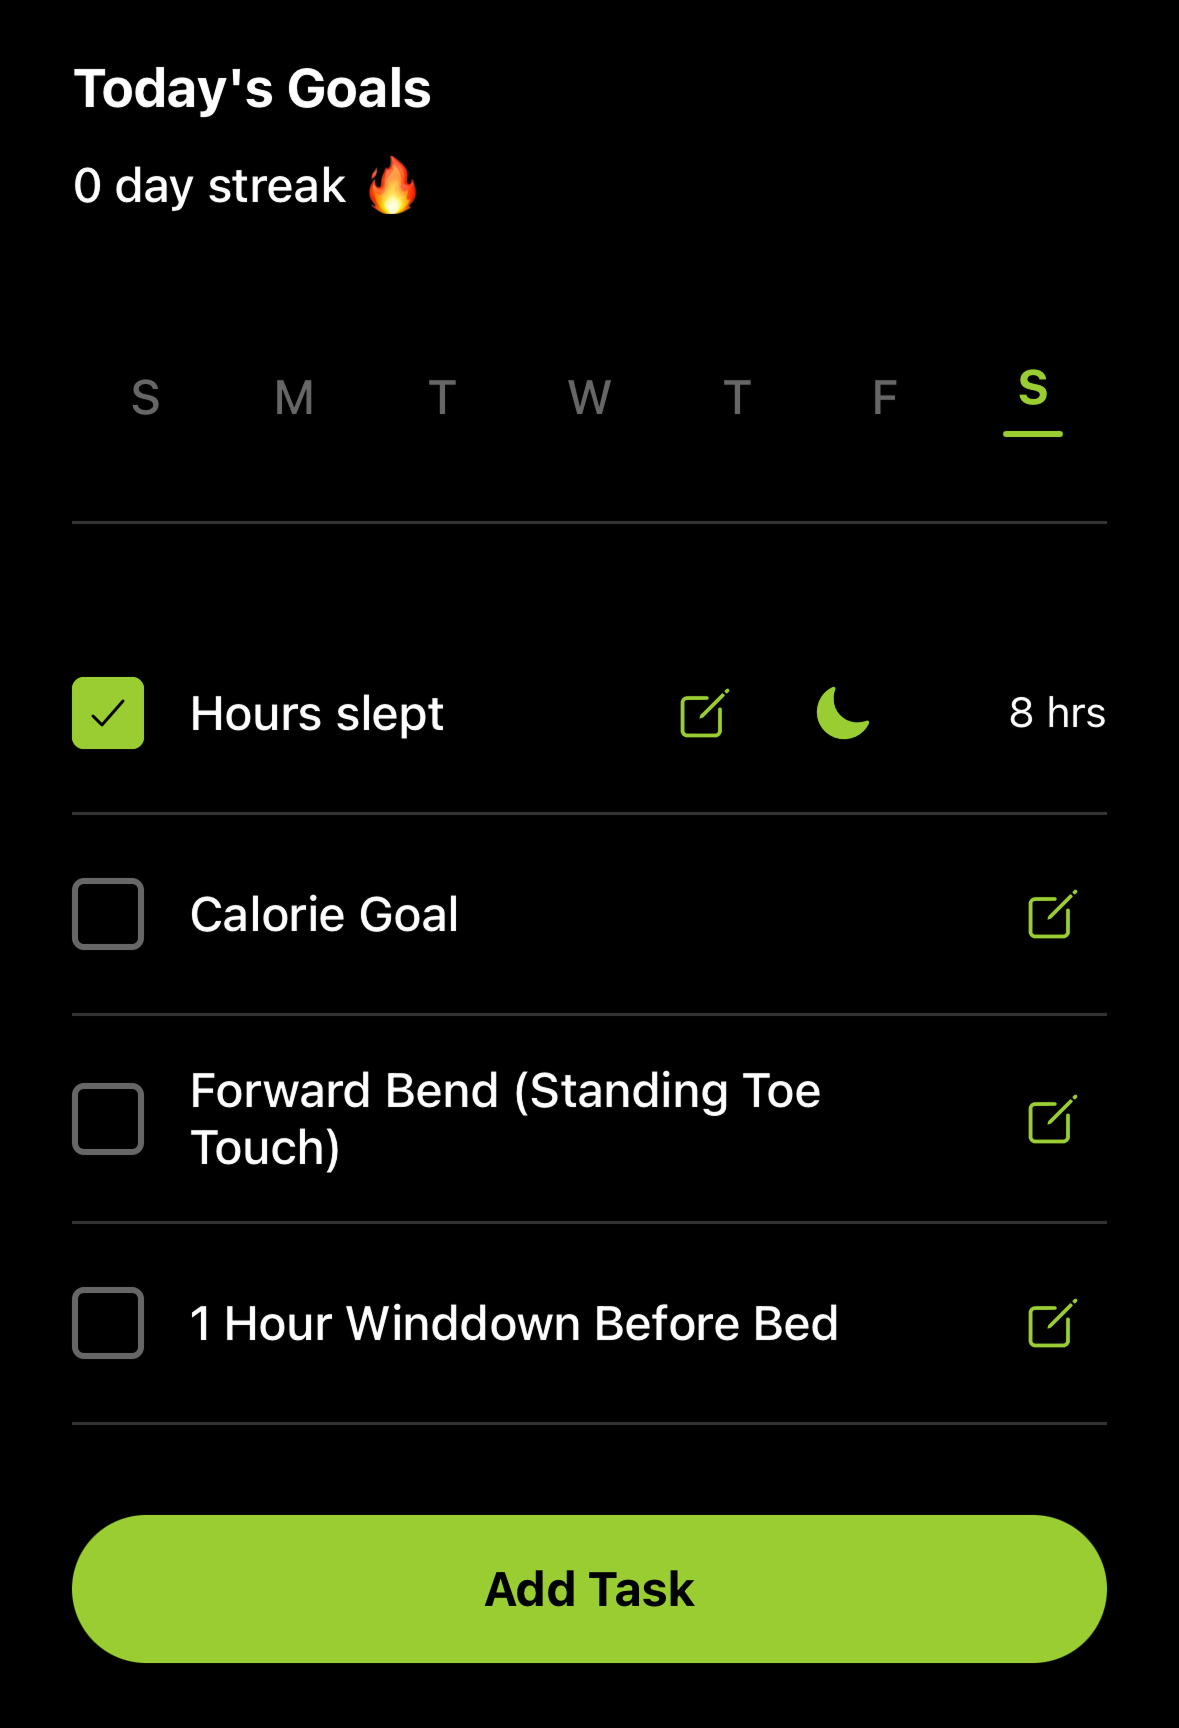 Today's Goals
0 day streak 🔥
S M T W T F S
Hours slept 8 hrs
Calorie Goal
Forward Bend (Standing Toe
Touch)
1 Hour Winddown Before Bed
Add Task